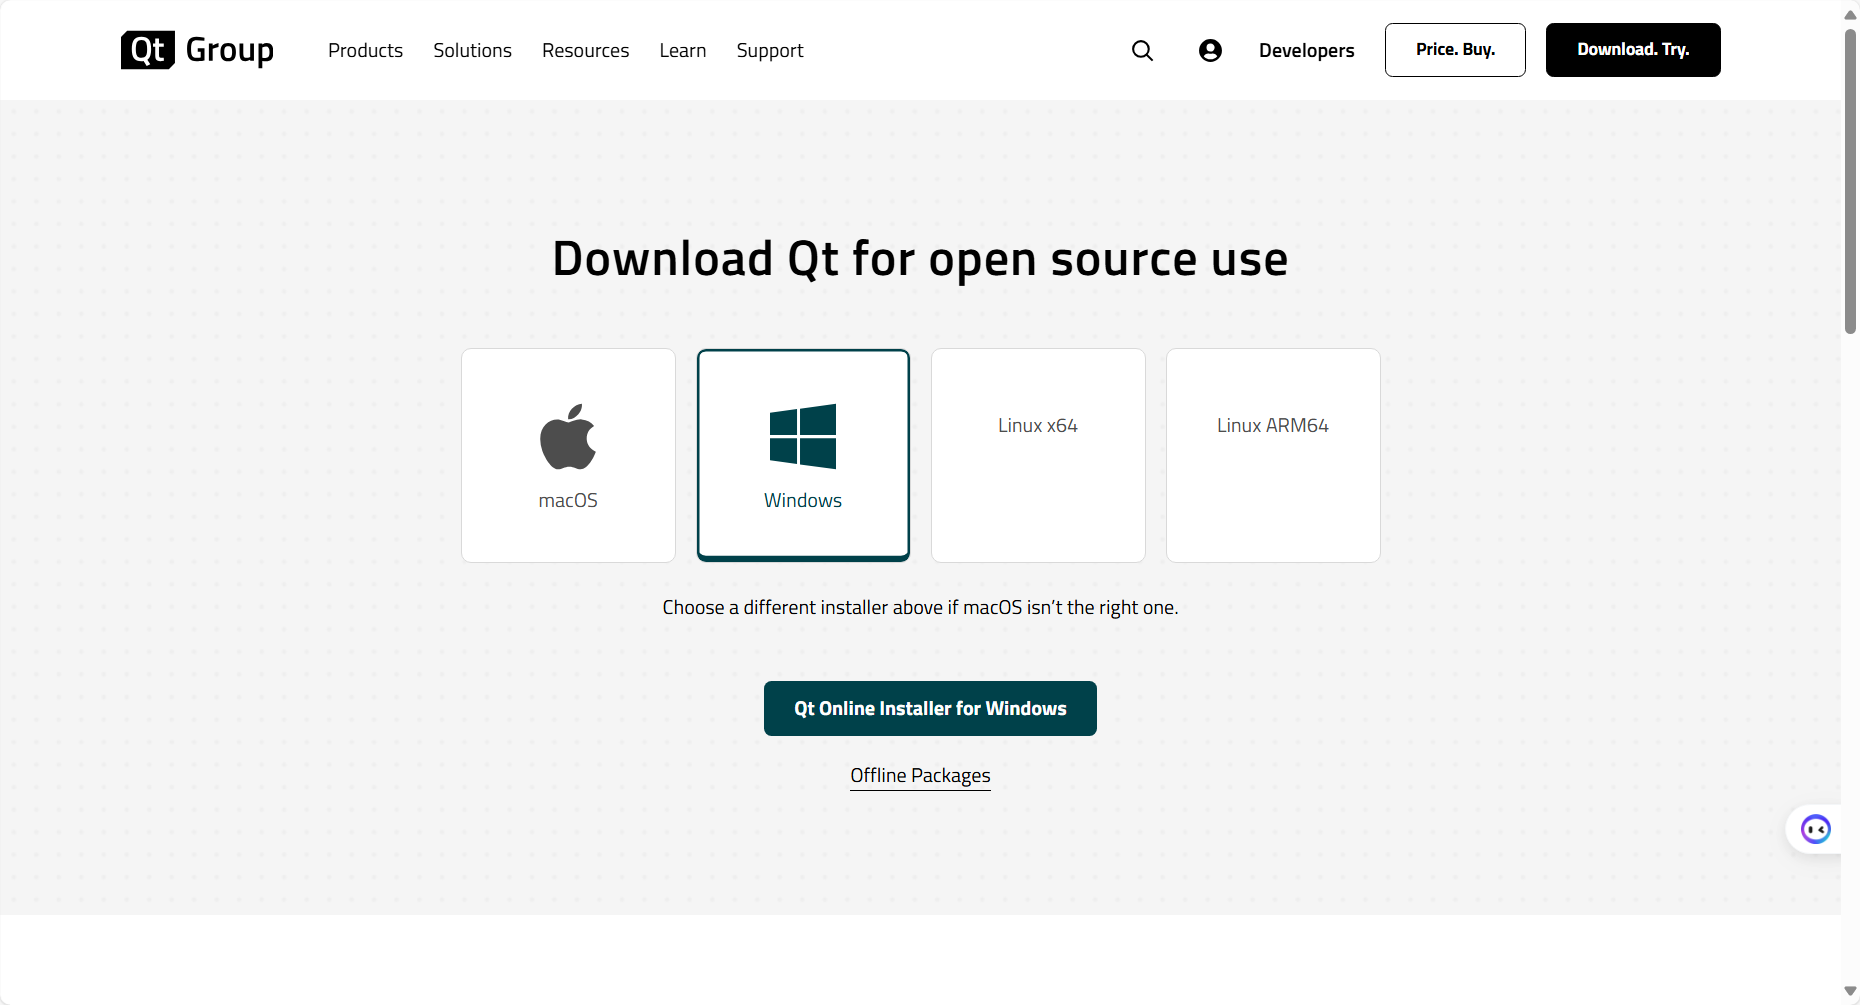 Qt Group
Products
Solutions
Resources
Learn
Support
Developers
Price. Buy.
Download. Try.
Download Qt for open source use
macOS
Windows
Linux x64
Linux ARM64
Choose a different installer above if macOS isn’t the right one.
Qt Online Installer for Windows
Offline Packages